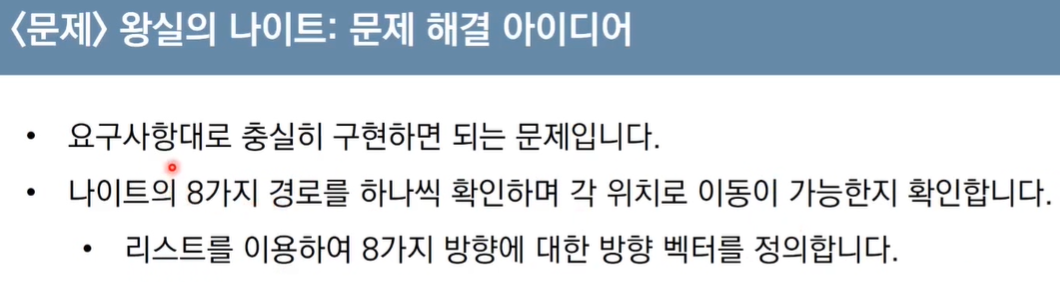 〈문제〉 왕실의 나이트: 문제 해결 아이디어
• 요구사항대로 충실히 구현하면 되는 문제입니다.
• 나이트의 8가지 경로를 하나씩 확인하며 각 위치로 이동이 가능한지 확인합니다.
• 리스트를 이용하여 8가지 방향에 대한 방향 벡터를 정의합니다.